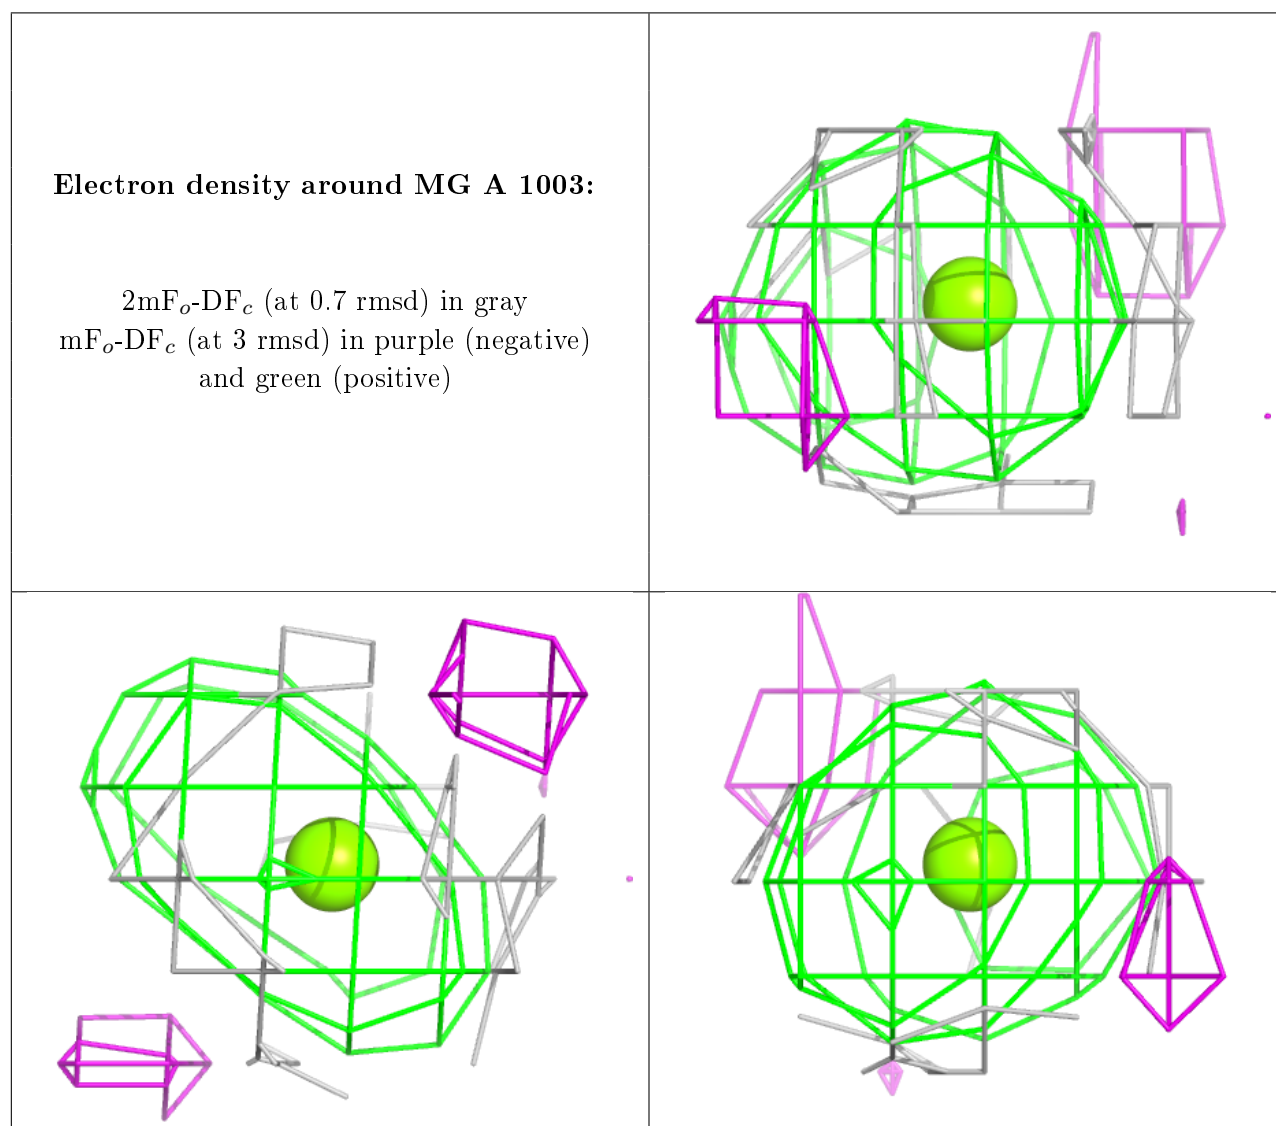 Electron density around MG A 1003:
2mFo-DFc (at 0.7 rmsd) in gray
mFo-DFc (at 3 rmsd) in purple (negative)
and green (positive)